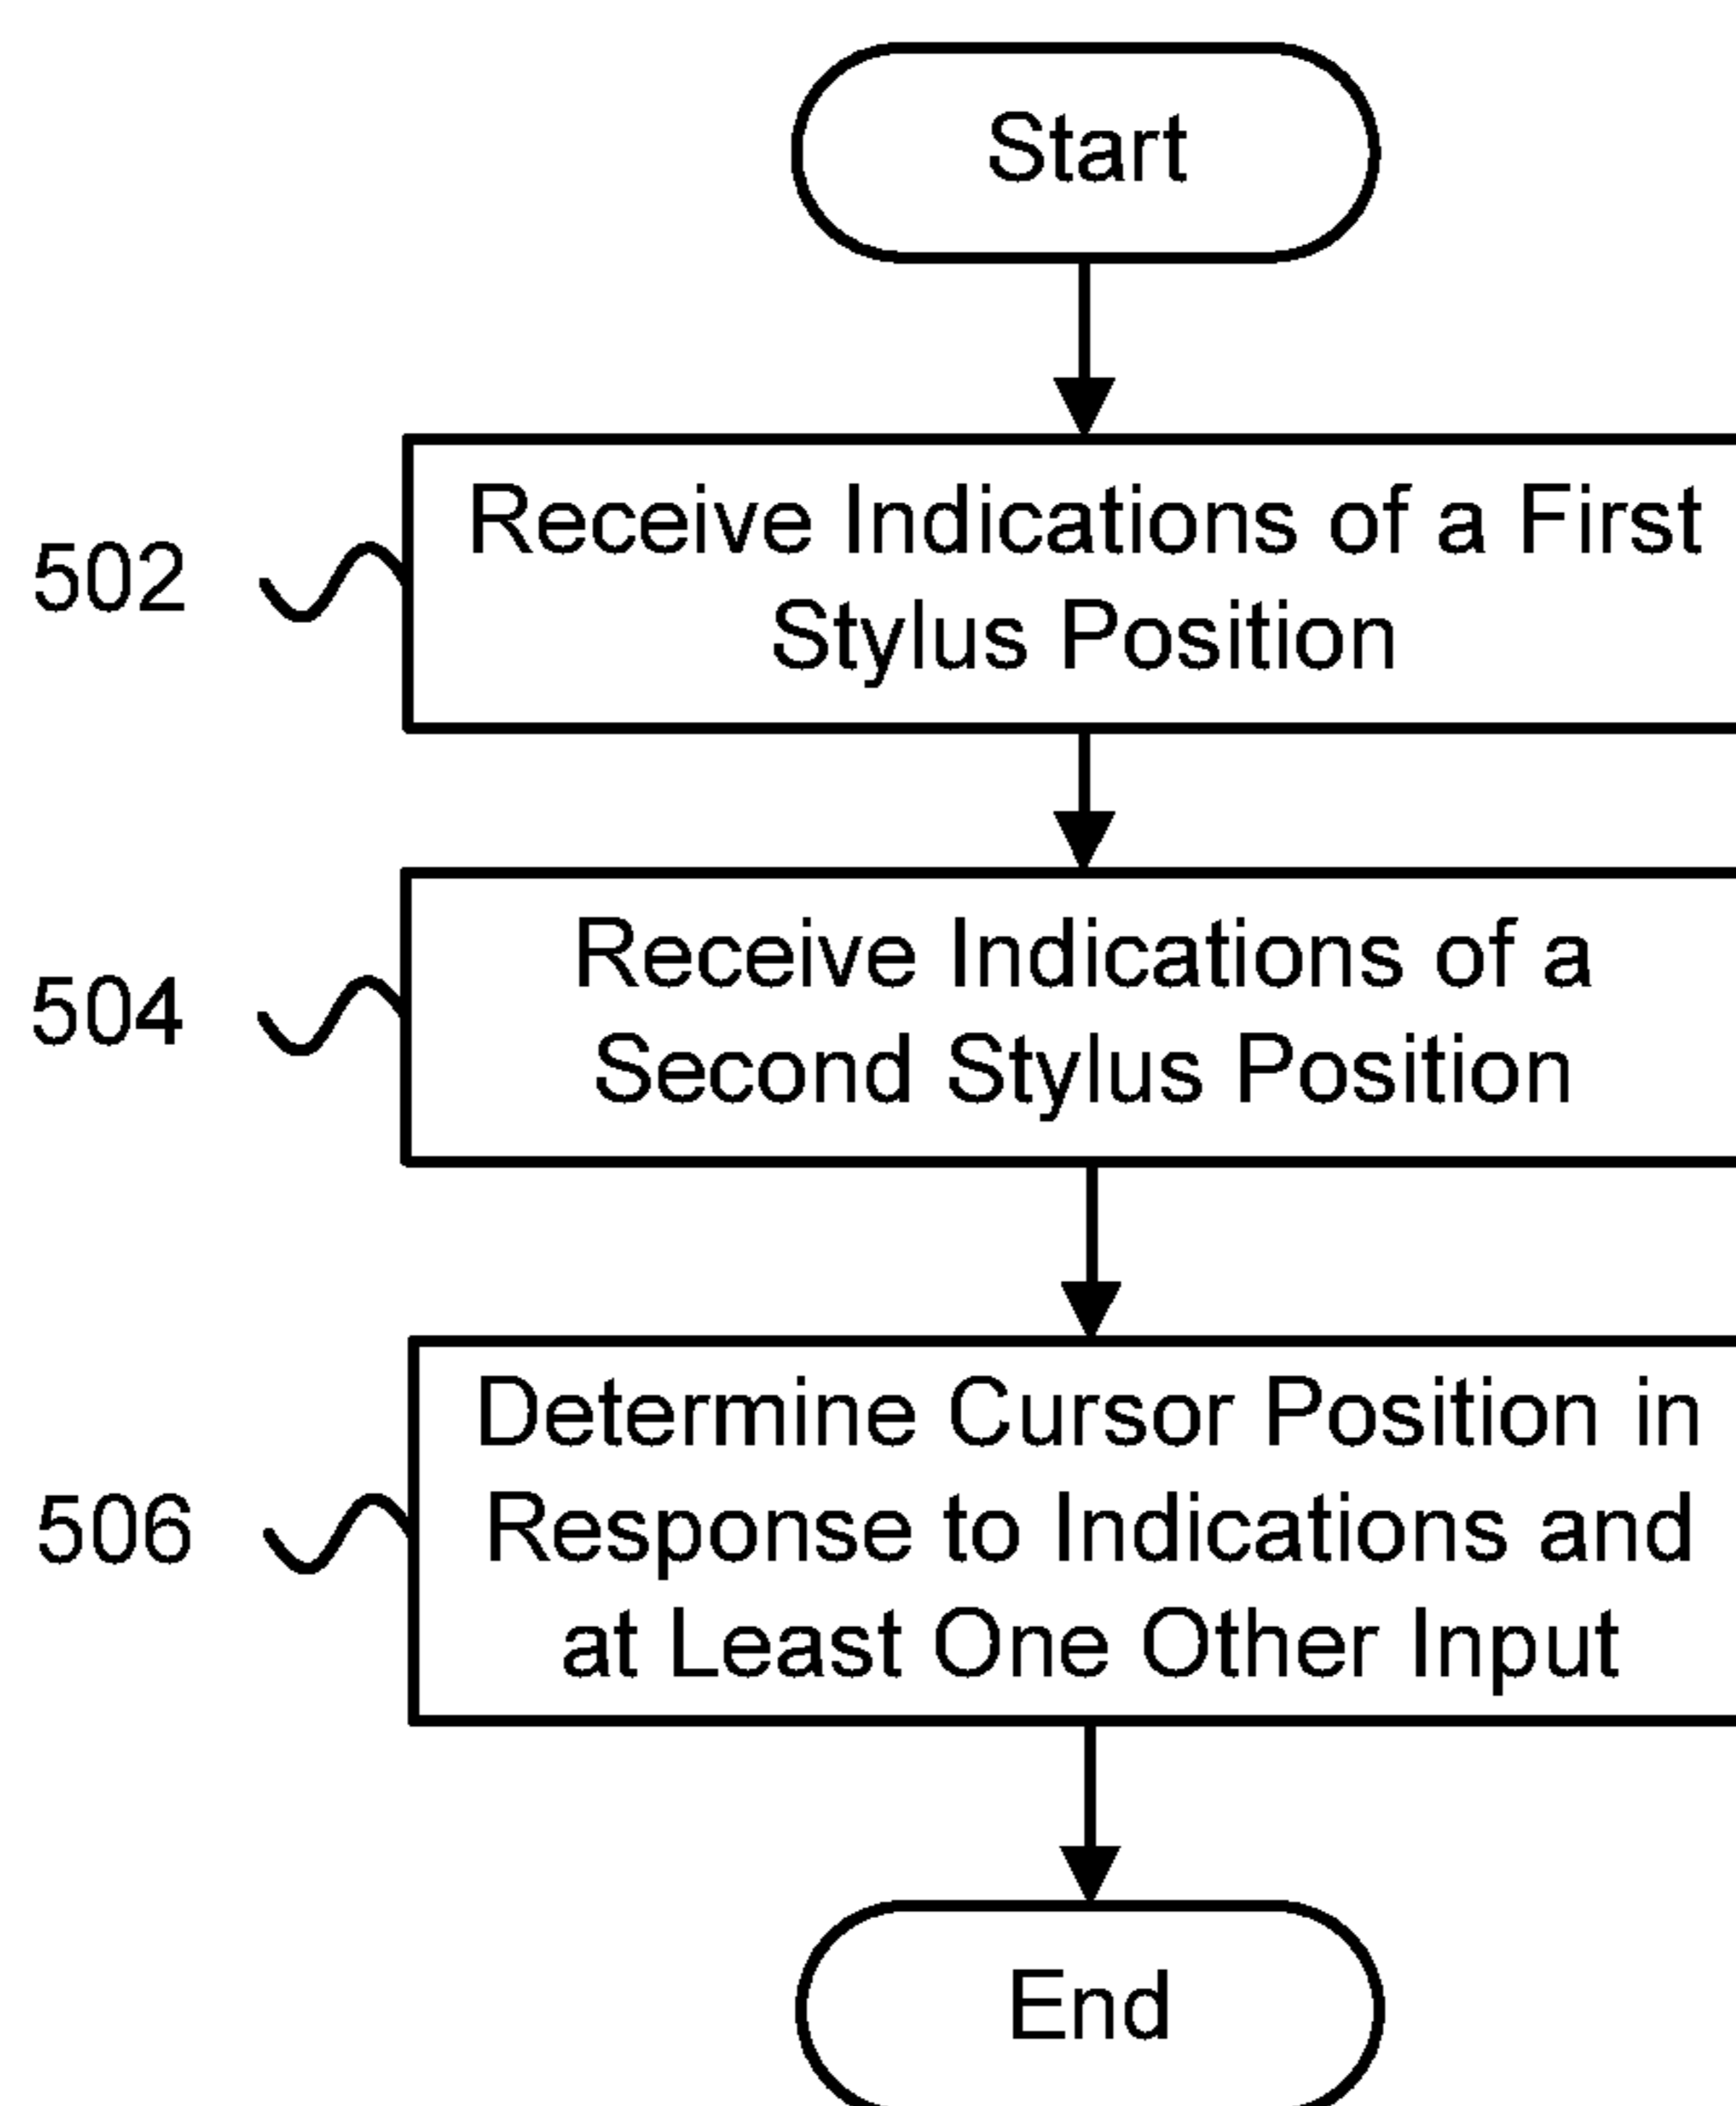 Start
502
Receive Indications of a First
Stylus Position
504
Receive Indications of a
Second Stylus Position
506
Determine Cursor Position in
Response to Indications and
at Least One Other Input
End